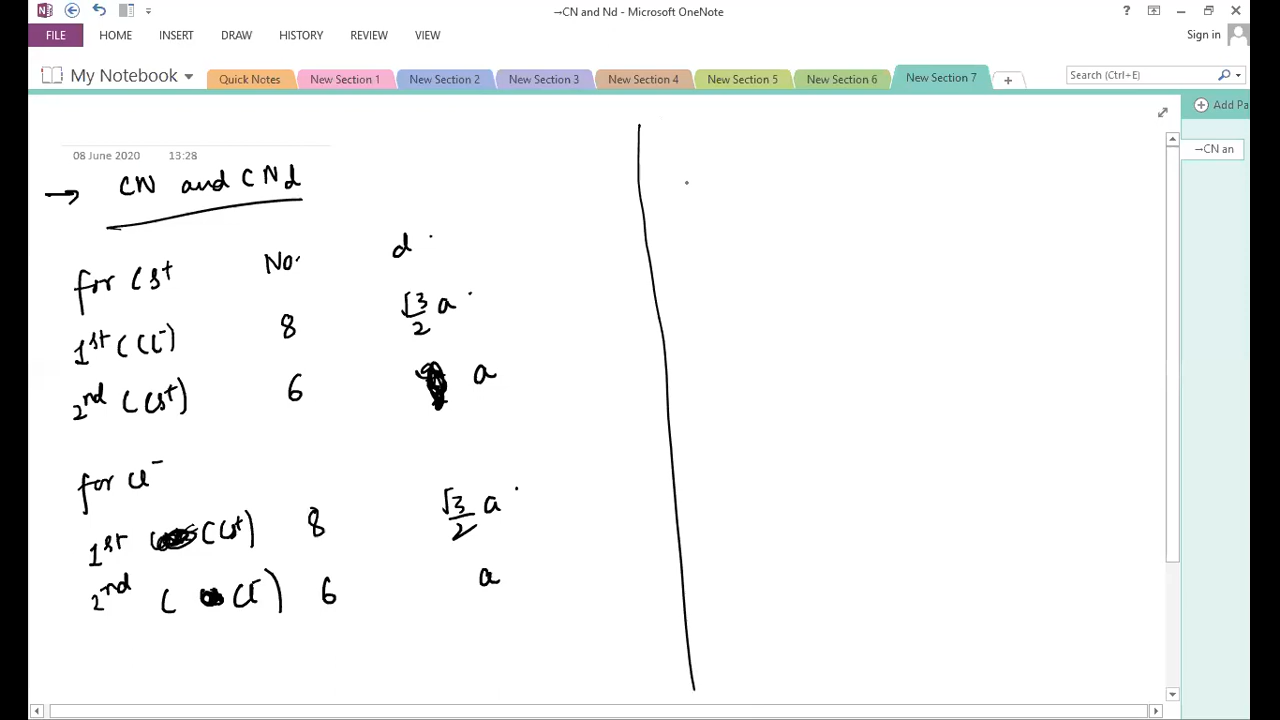 →CN and Nd - Microsoft OneNote
?
Sign in
FILE HOME INSERT DRAW HISTORY REVIEW VIEW
My Notebook
Quick Notes New Section 1 New Section 2 New Section 3 New Section 4 New Section 5 New Section 6 New Section 7
Search (Ctrl+E)
Add Pa
→CN an
08 June 2020 13:28
→ CN and CNd
for Cs⁺ No. d
1st (Cl⁻) 8 √3/2 a
2nd (Cs⁺) 6 a
for Cl⁻
1st (Cs⁺) 8 √3/2 a
2nd (Cl⁻) 6 a